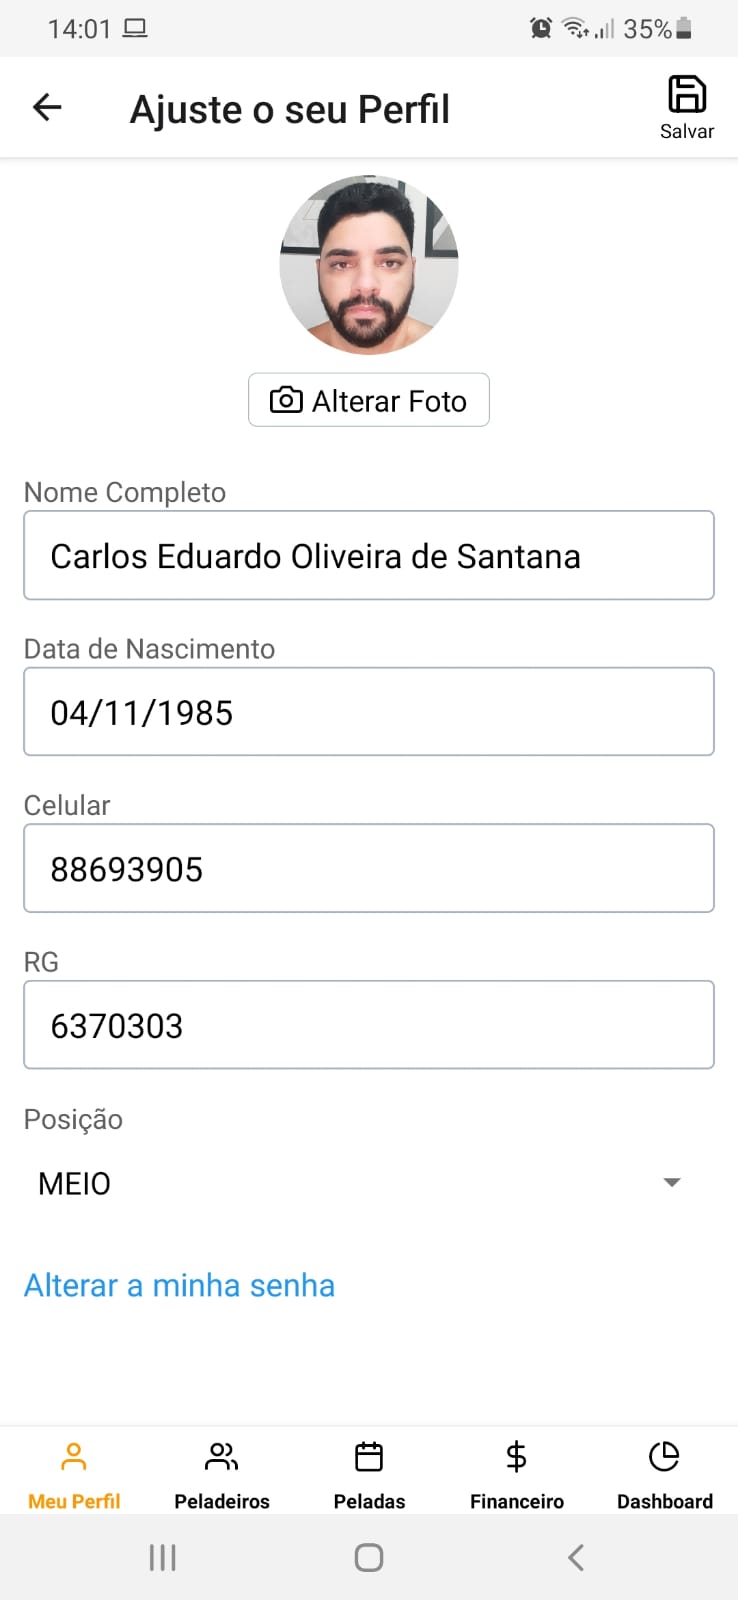 14:01 35%
Ajuste o seu Perfil
Salvar
Alterar Foto
Nome Completo
Carlos Eduardo Oliveira de Santana
Data de Nascimento
04/11/1985
Celular
88693905
RG
6370303
Posição
MEIO
Alterar a minha senha
Meu Perfil Peladeiros Peladas Financeiro Dashboard